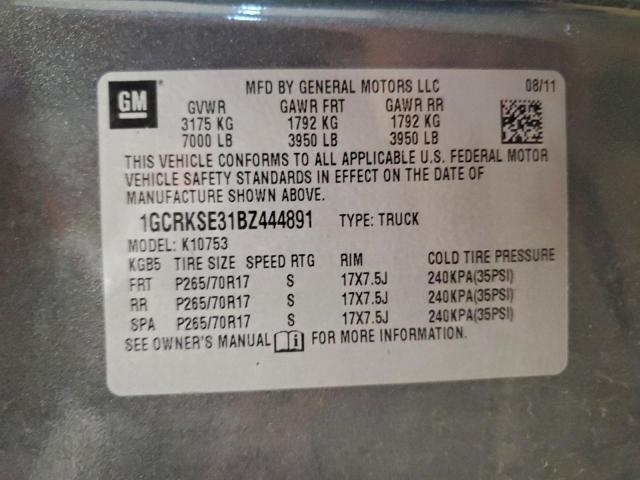 GM
MFD BY GENERAL MOTORS LLC 08/11
GVWR GAWR FRT GAWR RR
3175 KG 1792 KG 1792 KG
7000 LB 3950 LB 3950 LB
THIS VEHICLE CONFORMS TO ALL APPLICABLE U.S. FEDERAL MOTOR
VEHICLE SAFETY STANDARDS IN EFFECT ON THE DATE OF
MANUFACTURE SHOWN ABOVE.
1GCRKSE31BZ444891 TYPE: TRUCK
MODEL: K10753
KGB5 TIRE SIZE SPEED RTG RIM COLD TIRE PRESSURE
FRT P265/70R17 S 17X7.5J 240KPA(35PSI)
RR P265/70R17 S 17X7.5J 240KPA(35PSI)
SPA P265/70R17 S 17X7.5J 240KPA(35PSI)
SEE OWNER'S MANUAL i FOR MORE INFORMATION.